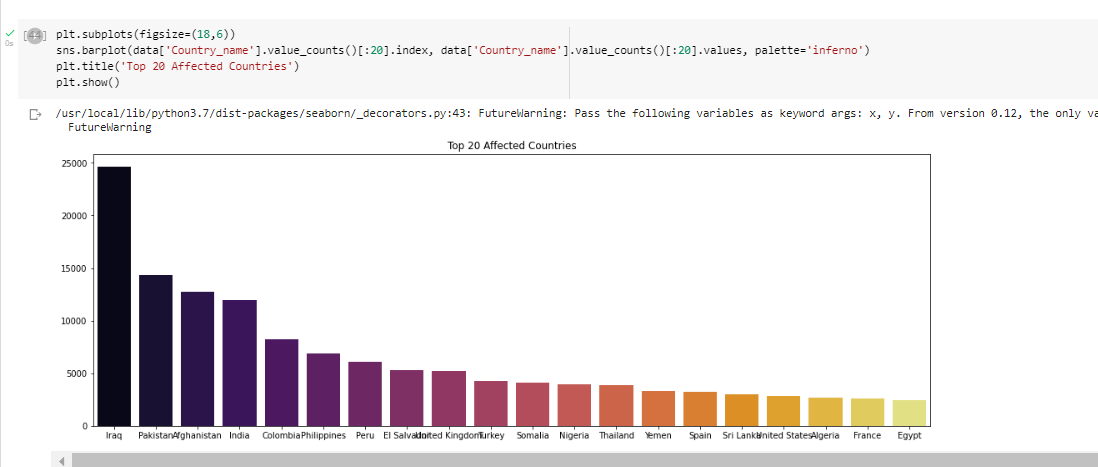 [44]
plt.subplots(figsize=(18,6))
0s
sns.barplot(data['Country_name'].value_counts()[:20].index, data['Country_name'].value_counts()[:20].values, palette='inferno')
plt.title('Top 20 Affected Countries')
plt.show()
/usr/local/lib/python3.7/dist-packages/seaborn/_decorators.py:43: FutureWarning: Pass the following variables as keyword args: x, y. From version 0.12, the only va
FutureWarning
Top 20 Affected Countries
25000
20000
15000
10000
5000
0
Iraq Pakistan Afghanistan India Colombia Philippines Peru El Salvador United Kingdom Turkey Somalia Nigeria Thailand Yemen Spain Sri Lanka United States Algeria France Egypt